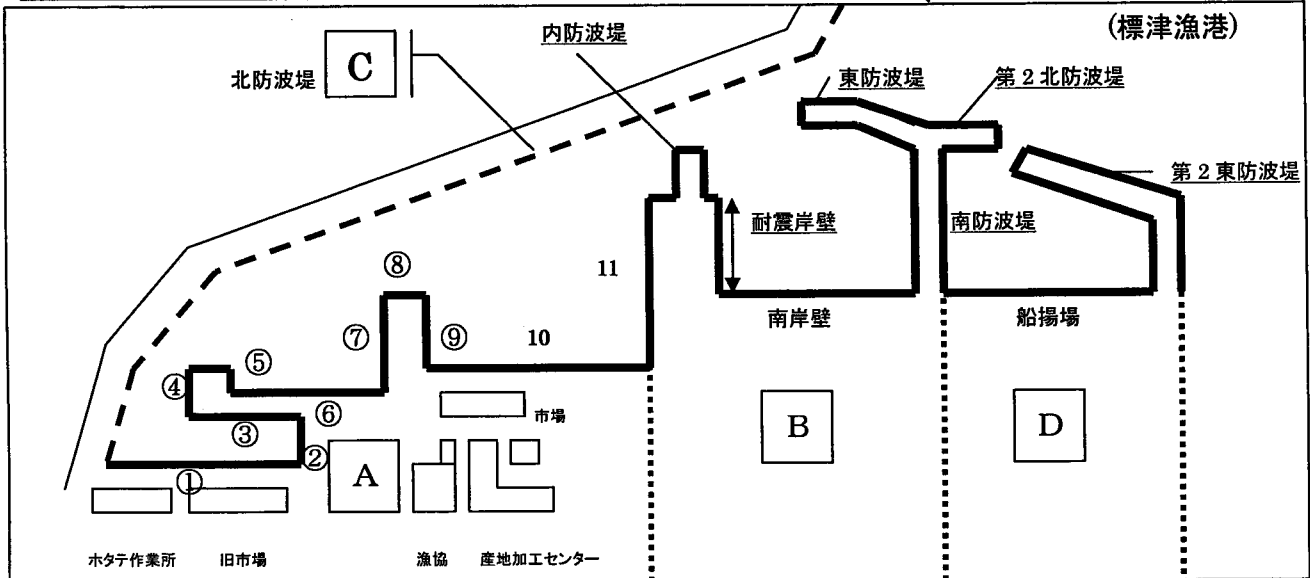 (標津漁港)
内防波堤
北防波堤
C
東防波堤
第2北防波堤
第2東防波堤
耐震岸壁
南防波堤
⑧
11
南岸壁
船揚場
⑦
⑨
10
⑤
④
⑥
市場
③
B
D
②
A
①
ホタテ作業所
旧市場
漁協
産地加工センター